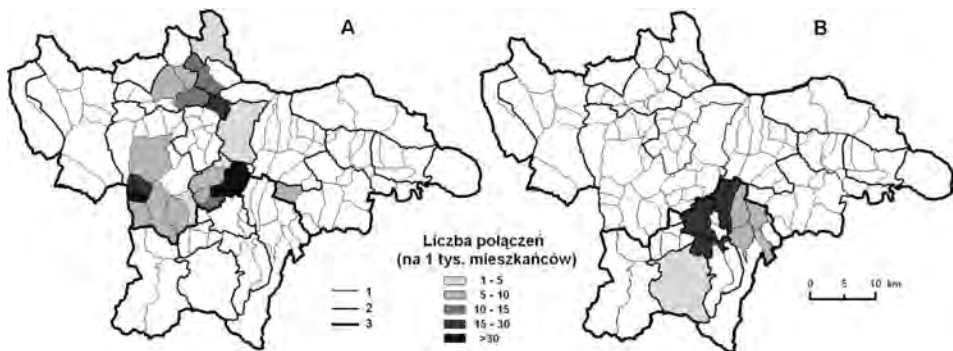 A
B
Liczba połączeń
(na 1 tys. mieszkańców)
1 - 5
5 - 10
10 - 15
15 - 30
>30
1
2
3
0 5 10 km